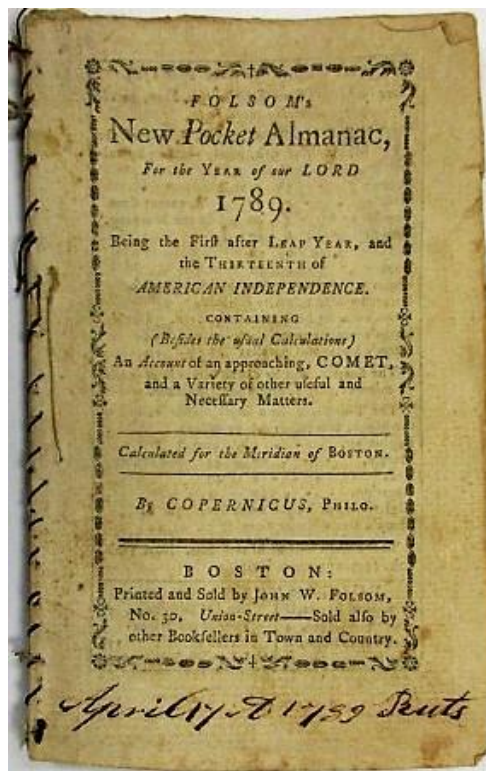 FOLSOM's
New Pocket Almanac,
For the YEAR of our LORD
1789.
Being the Firſt after LEAP YEAR, and
the THIRTEENTH of
AMERICAN INDEPENDENCE.
CONTAINING
(Beſides the uſual Calculations)
An Account of an approaching, COMET,
and a Variety of other uſeful and
Neceſſary Matters.
Calculated for the Meridian of BOSTON.
By COPERNICUS, PHILO.
BOSTON:
Printed and Sold by JOHN W. FOLSOM,
No. 30, Union-Street——Sold alſo by
other Bookſellers in Town and Country.
April 17 A 1789